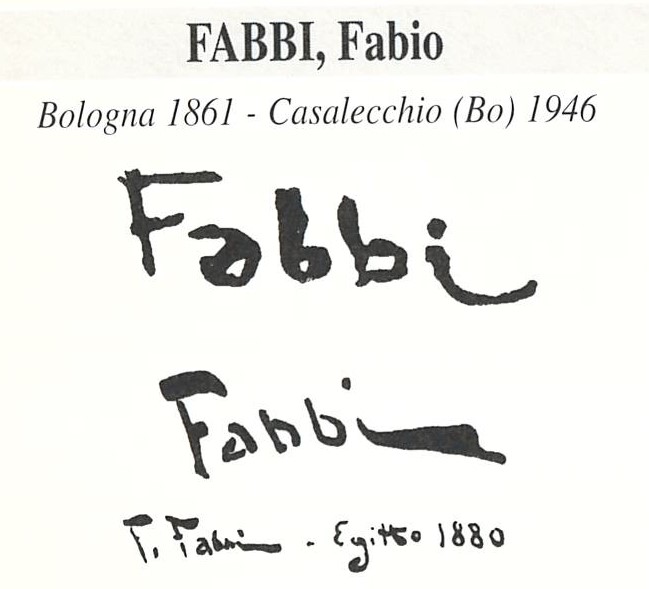 FABBI, Fabio
Bologna 1861 - Casalecchio (Bo) 1946
Fabbi
Fabbi
F. Fabbi - Egitto 1880